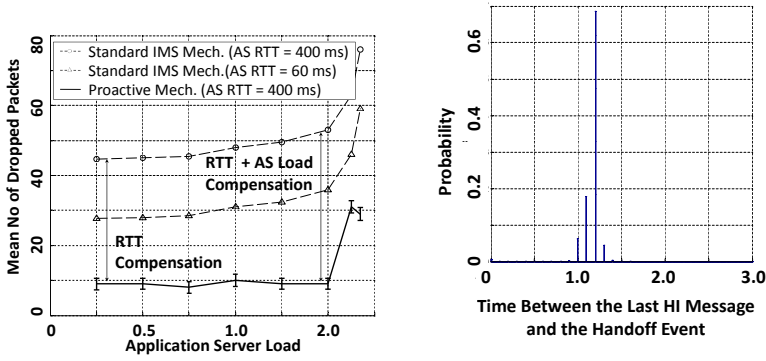 80
60
40
20
0
Mean No of Dropped Packets
Standard IMS Mech. (AS RTT = 400 ms)
Standard IMS Mech.(AS RTT = 60 ms)
Proactive Mech. (AS RTT = 400 ms)
RTT + AS Load
Compensation
RTT
Compensation
0 0.5 1.0 2.0
Application Server Load
0.6
0.4
0.2
0
Probability
0 1.0 2.0 3.0
Time Between the Last HI Message
and the Handoff Event